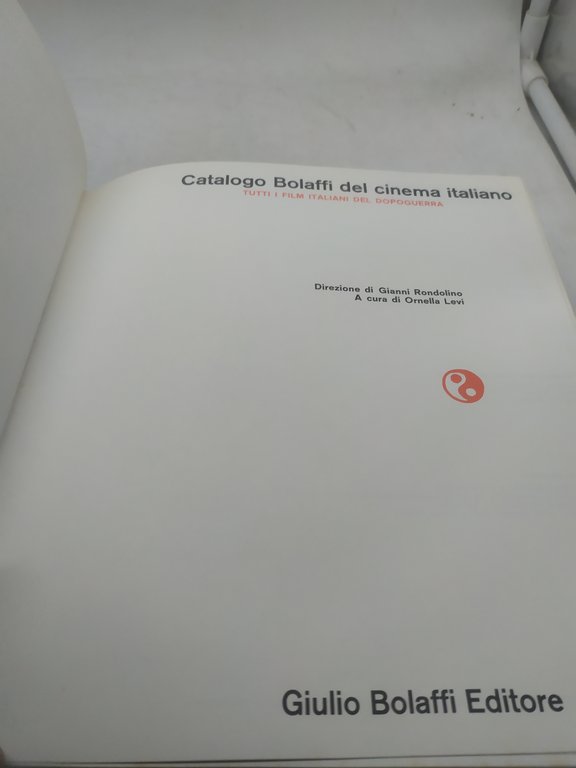 Catalogo Bolaffi del cinema italiano
TUTTI I FILM ITALIANI DEL DOPOGUERRA
Direzione di Gianni Rondolino
A cura di Ornella Levi
Giulio Bolaffi Editore